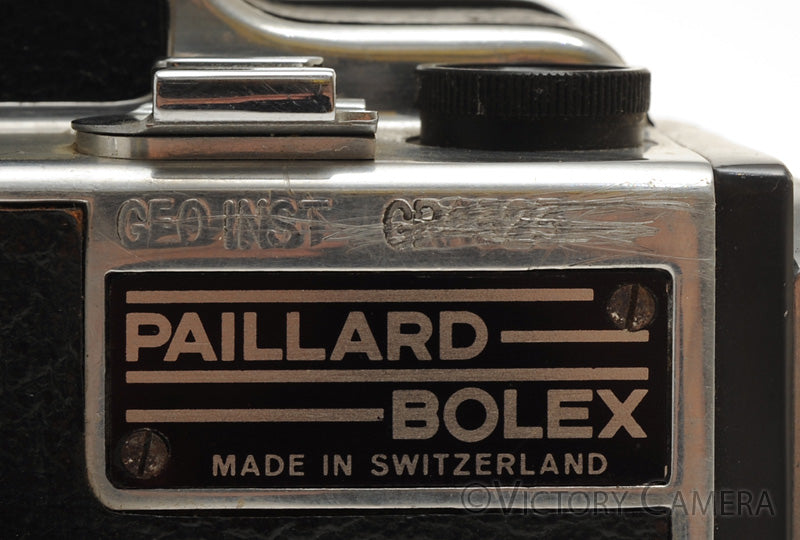 GEO INST
PAILLARD
BOLEX
MADE IN SWITZERLAND
©VICTORY CAMERA